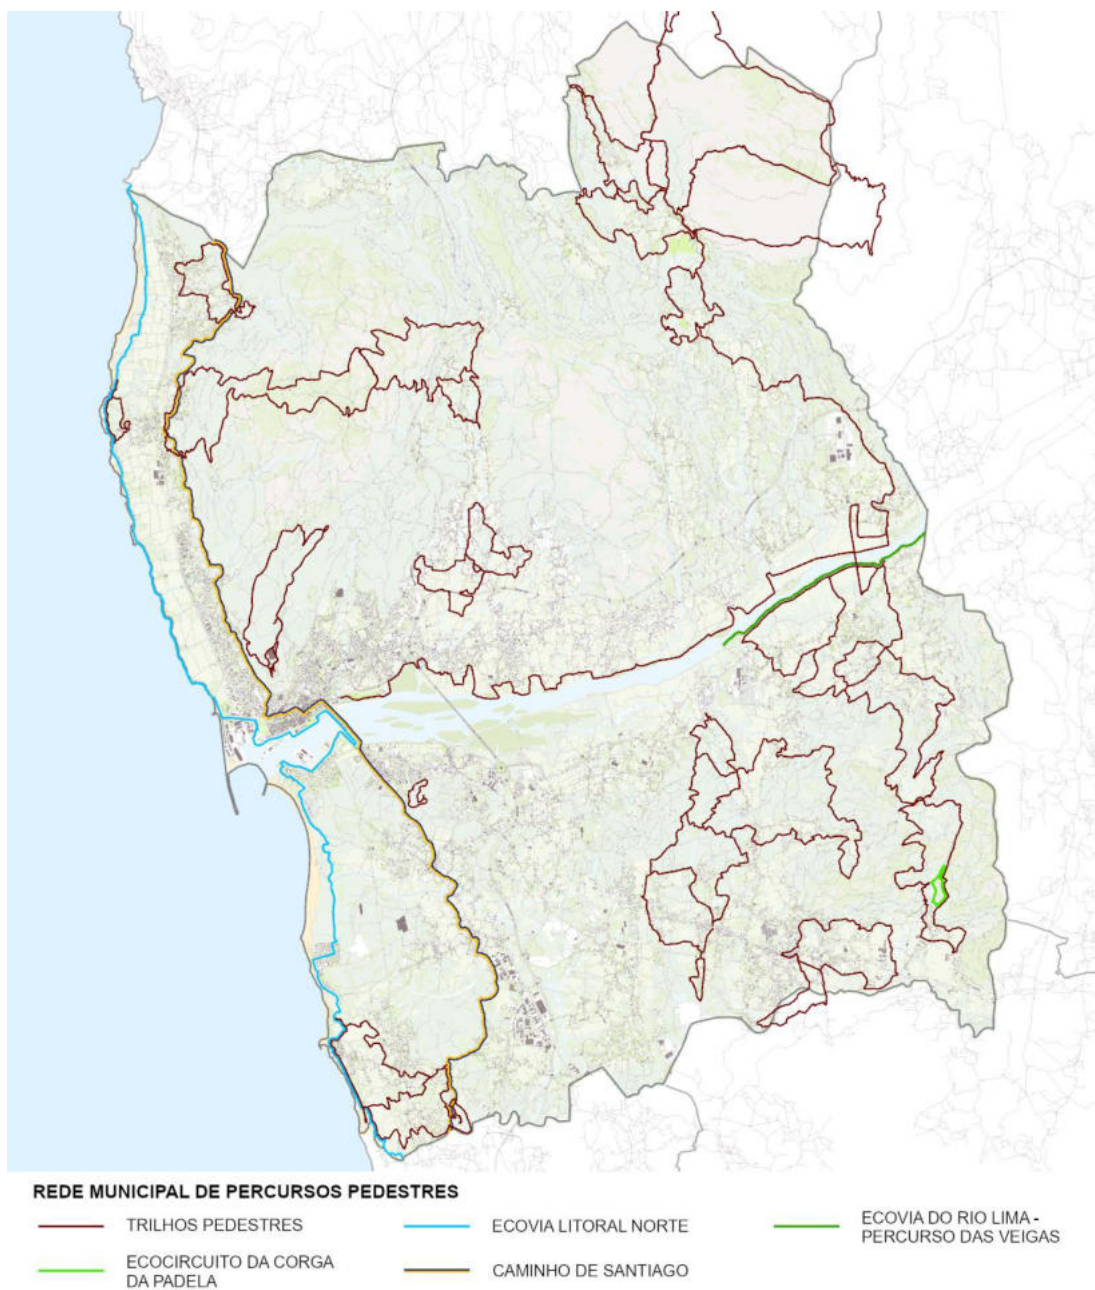 REDE MUNICIPAL DE PERCURSOS PEDESTRES
TRILHOS PEDESTRES
ECOVIA LITORAL NORTE
ECOVIA DO RIO LIMA -
PERCURSO DAS VEIGAS
ECOCIRCUITO DA CORGA
DA PADELA
CAMINHO DE SANTIAGO